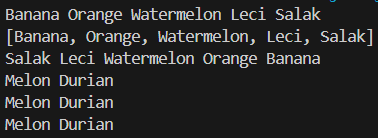 Banana Orange Watermelon Leci Salak
[Banana, Orange, Watermelon, Leci, Salak]
Salak Leci Watermelon Orange Banana
Melon Durian
Melon Durian
Melon Durian